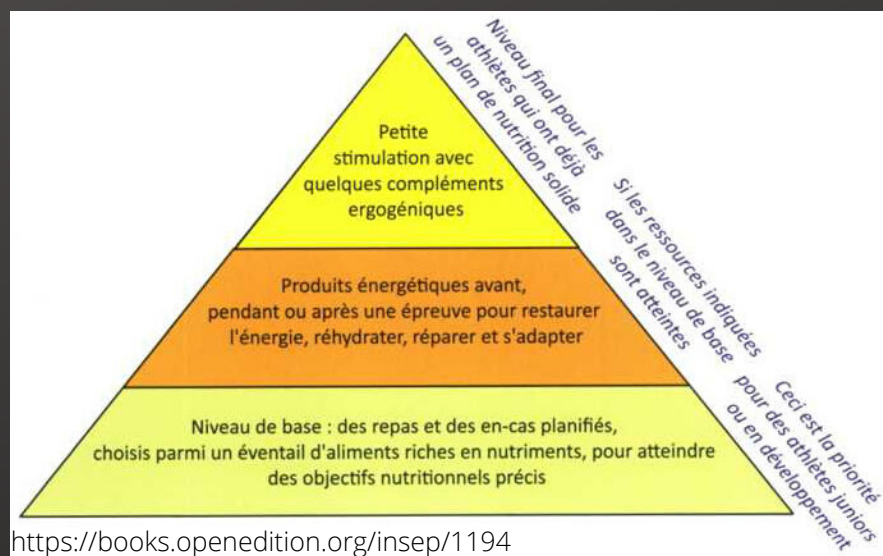 Petite
stimulation avec
quelques compléments
ergogéniques
Niveau final pour les
athlètes qui ont déjà
un plan de nutrition solide
Produits énergétiques avant,
pendant ou après une épreuve pour restaurer
l'énergie, réhydrater, réparer et s'adapter
Si les ressources indiquées
dans le niveau de base
sont atteintes
Niveau de base : des repas et des en-cas planifiés,
choisis parmi un éventail d'aliments riches en nutriments, pour atteindre
des objectifs nutritionnels précis
Ceci est la priorité
pour des athlètes juniors
ou en développement
https://books.openedition.org/insep/1194